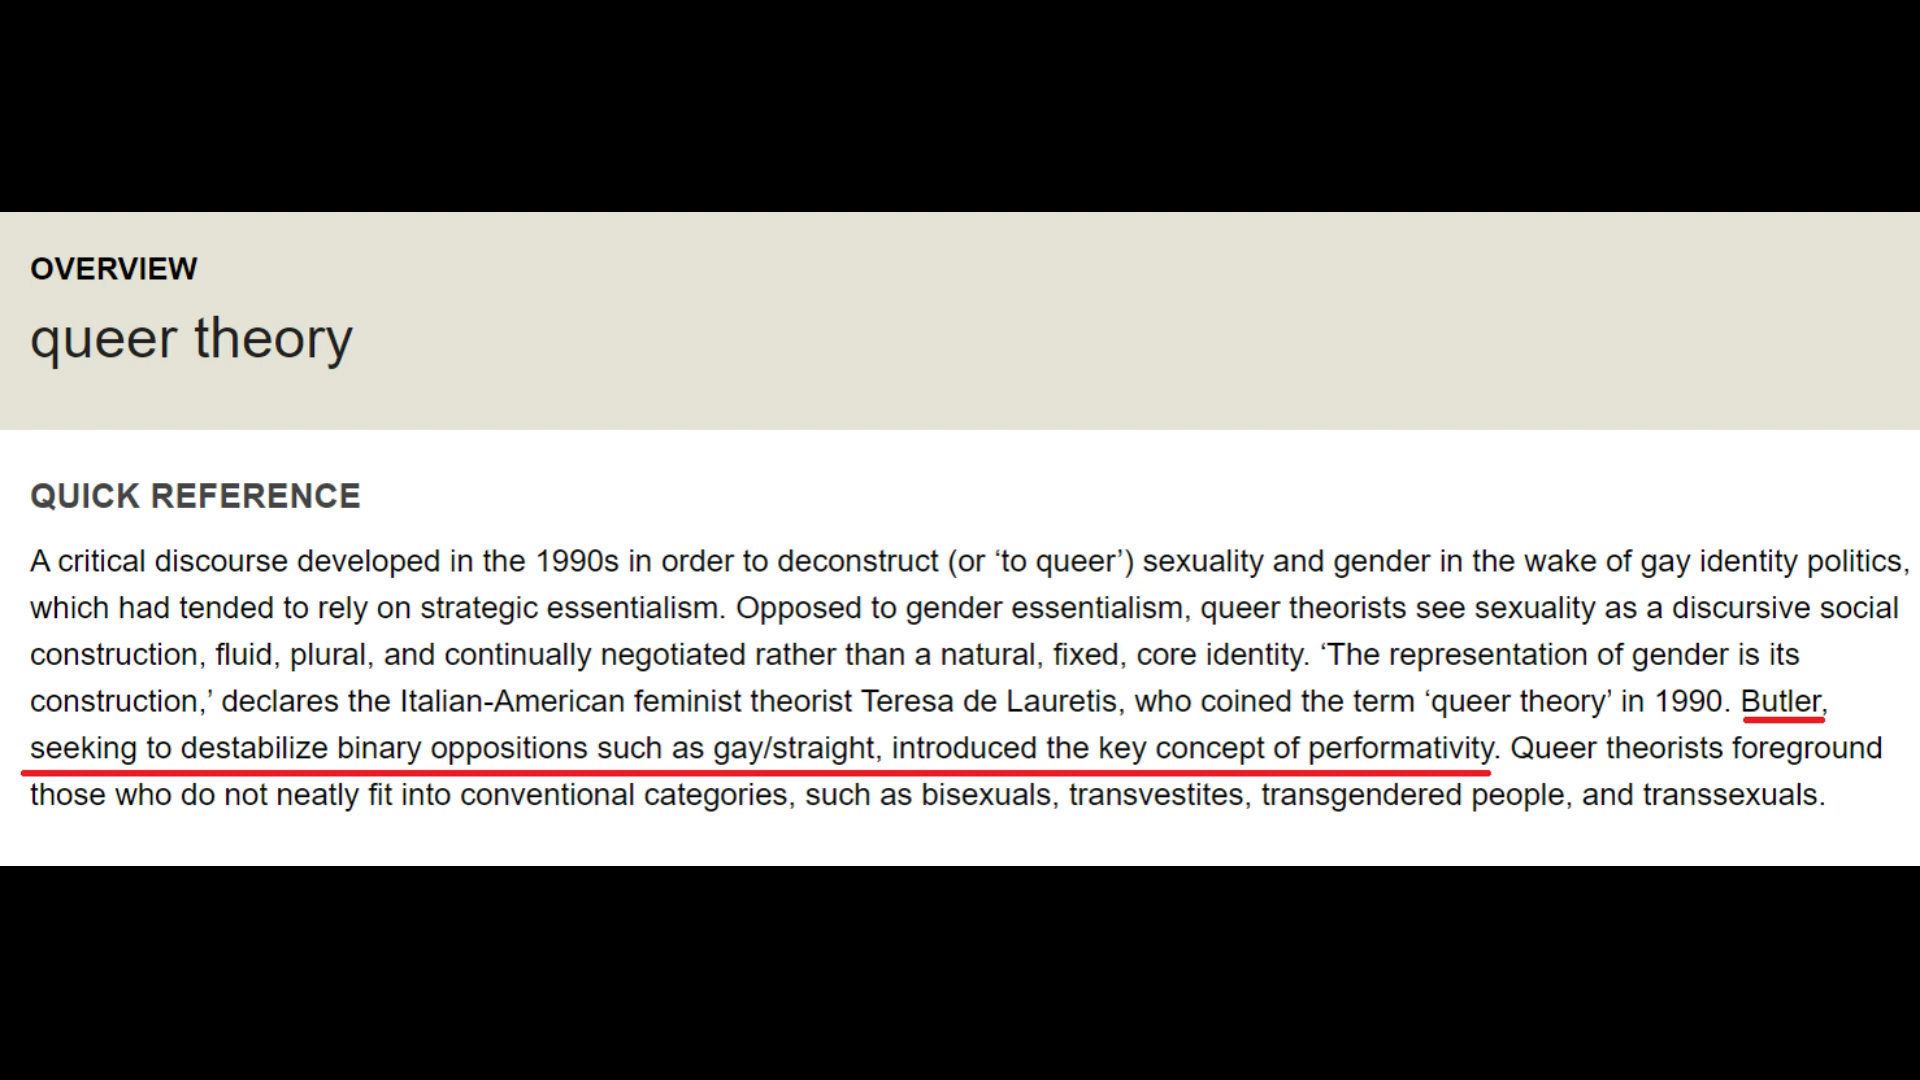 OVERVIEW
queer theory
QUICK REFERENCE
A critical discourse developed in the 1990s in order to deconstruct (or ‘to queer’) sexuality and gender in the wake of gay identity politics,
which had tended to rely on strategic essentialism. Opposed to gender essentialism, queer theorists see sexuality as a discursive social
construction, fluid, plural, and continually negotiated rather than a natural, fixed, core identity. ‘The representation of gender is its
construction,’ declares the Italian-American feminist theorist Teresa de Lauretis, who coined the term ‘queer theory’ in 1990. Butler,
seeking to destabilize binary oppositions such as gay/straight, introduced the key concept of performativity. Queer theorists foreground
those who do not neatly fit into conventional categories, such as bisexuals, transvestites, transgendered people, and transsexuals.